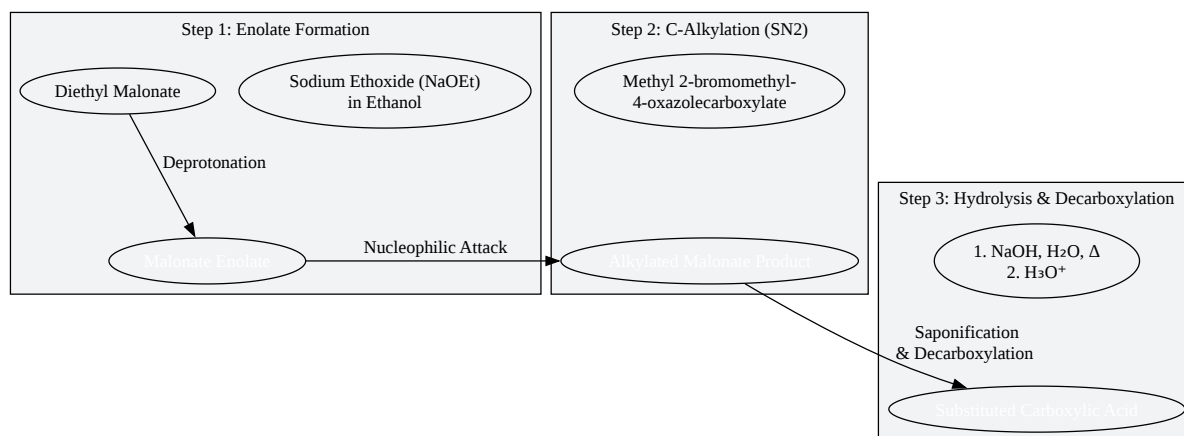 Step 1: Enolate Formation
Diethyl Malonate
Sodium Ethoxide (NaOEt)
in Ethanol
Deprotonation
Malonate Enolate
Nucleophilic Attack
Step 2: C-Alkylation (SN2)
Methyl 2-bromomethyl-
4-oxazolecarboxylate
Alkylated Malonate Product
Step 3: Hydrolysis & Decarboxylation
1. NaOH, H₂O, Δ
2. H₃O⁺
Saponification
& Decarboxylation
Substituted Carboxylic Acid